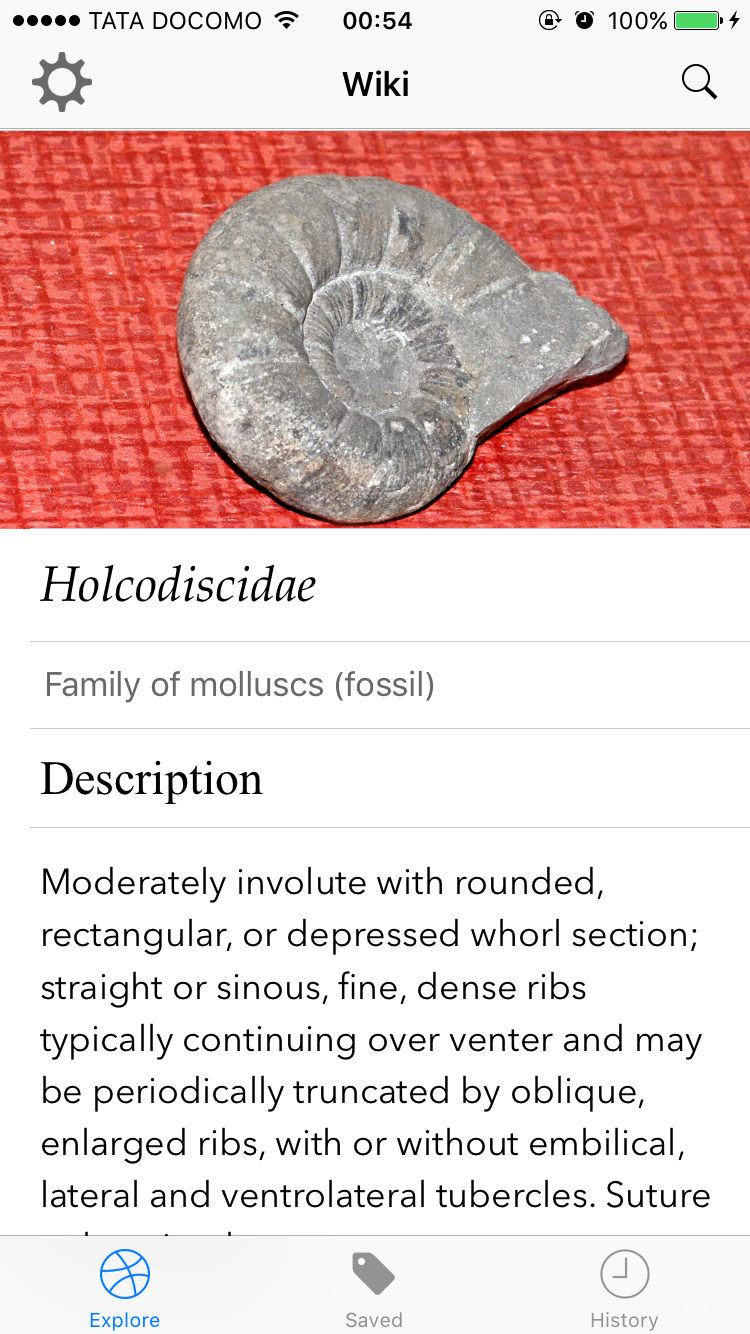 TATA DOCOMO 00:54 100%
Wiki
Holcodiscidae
Family of molluscs (fossil)
Description
Moderately involute with rounded,
rectangular, or depressed whorl section;
straight or sinous, fine, dense ribs
typically continuing over venter and may
be periodically truncated by oblique,
enlarged ribs, with or without embilical,
lateral and ventrolateral tubercles. Suture
Explore Saved History